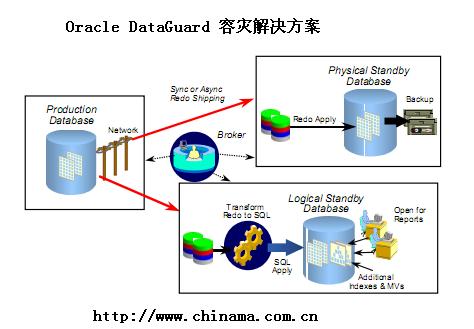 Oracle DataGuard 容灾解决方案
Production
Database
Network
Sync or Async
Redo Shipping
Broker
Physical Standby
Database
Backup
Redo Apply
Transform
Redo to SQL
Logical Standby
Database
Open for
Reports
SQL
Apply
Additional
Indexes & MVs
http://www.chinama.com.cn